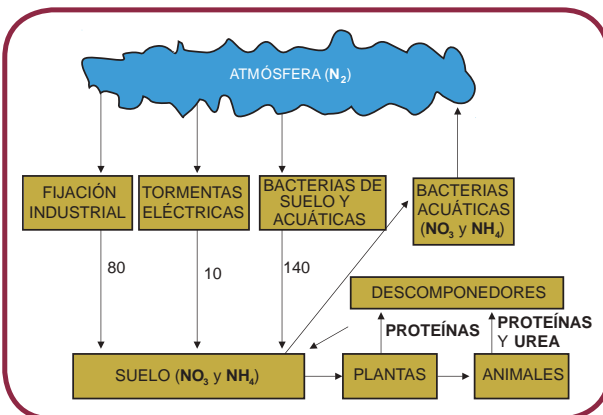 ATMÓSFERA (N₂)
FIJACIÓN
INDUSTRIAL
TORMENTAS
ELÉCTRICAS
BACTERIAS DE
SUELO Y
ACUÁTICAS
BACTERIAS
ACUÁTICAS
(NO₃ y NH₄)
80
10
140
DESCOMPONEDORES
PROTEÍNAS
PROTEÍNAS
Y UREA
SUELO (NO₃ y NH₄)
PLANTAS
ANIMALES